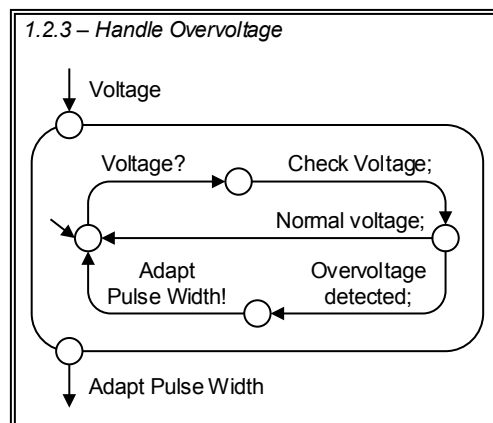 1.2.3 – Handle Overvoltage
Voltage
Voltage?
Check Voltage;
Normal voltage;
Adapt
Pulse Width!
Overvoltage
detected;
Adapt Pulse Width